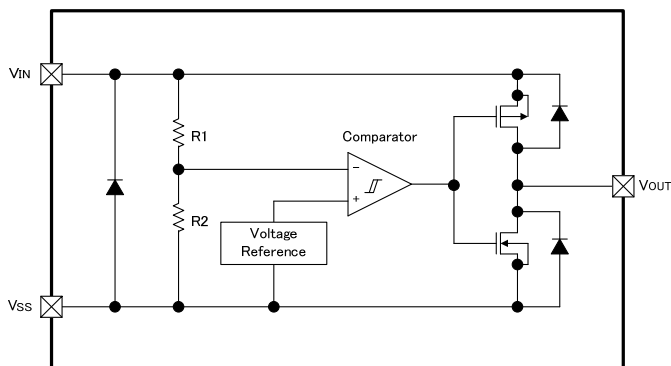 VIN
R1
Comparator
−
+
R2
Voltage
Reference
VOUT
VSS